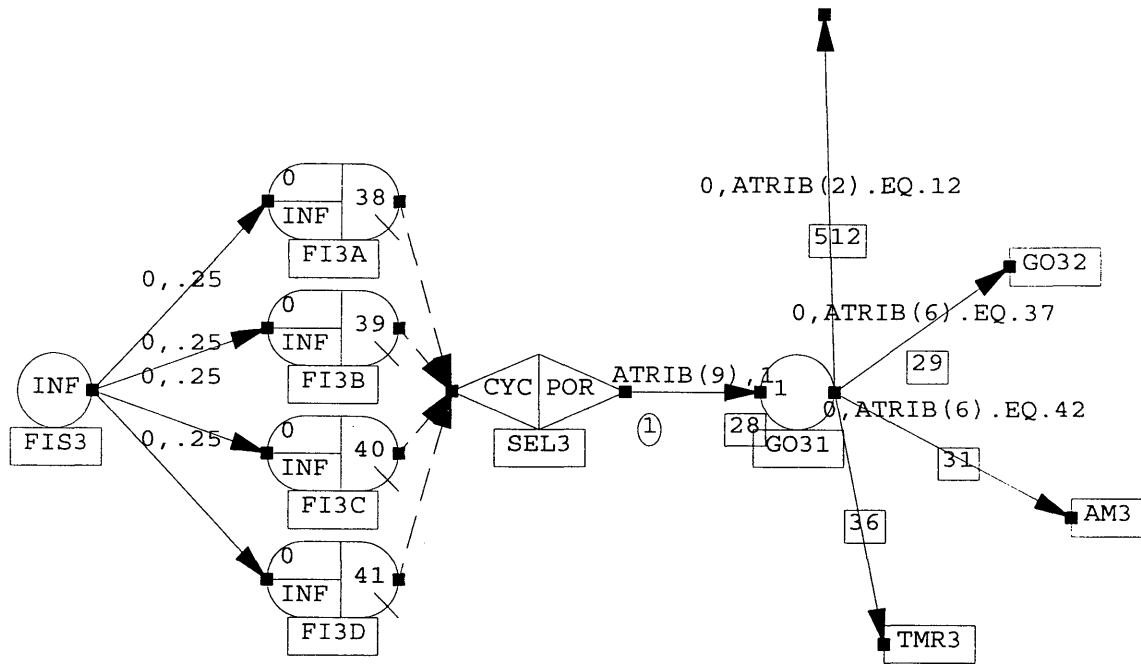 0
38
INF
FI3A
0,.25
0
39
INF
FI3B
0,.25
0,.25
INF
FIS3
0
40
INF
FI3C
0,.25
0
41
INF
FI3D
CYC
POR
SEL3
ATRIB(9),1
1
28
1
GO31
0,ATRIB(2).EQ.12
512
GO32
0,ATRIB(6).EQ.37
29
0,ATRIB(6).EQ.42
31
AM3
36
TMR3